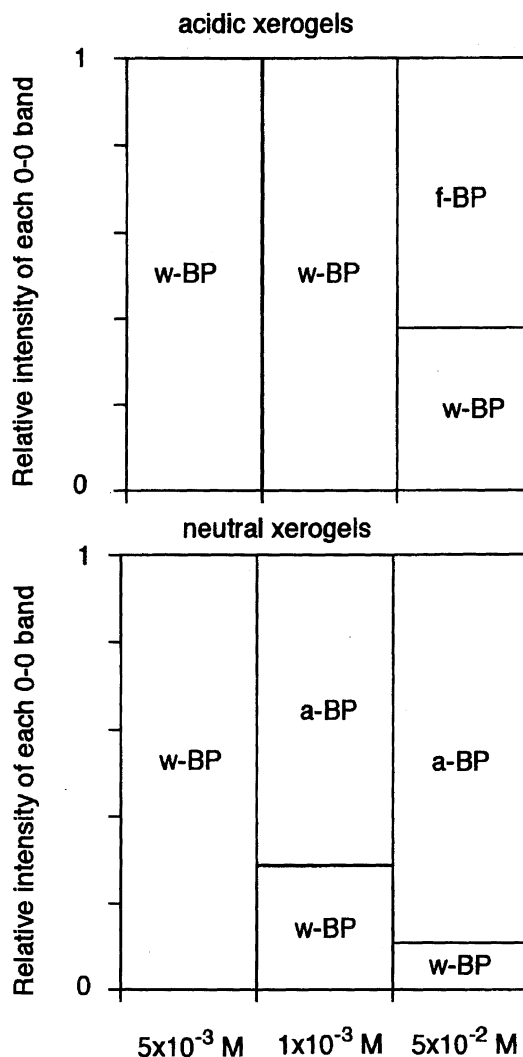 acidic xerogels
Relative intensity of each 0-0 band
1
f-BP
w-BP w-BP
w-BP
0
neutral xerogels
Relative intensity of each 0-0 band
1
a-BP
w-BP a-BP
w-BP
w-BP
0
5x10⁻³ M 1x10⁻³ M 5x10⁻² M